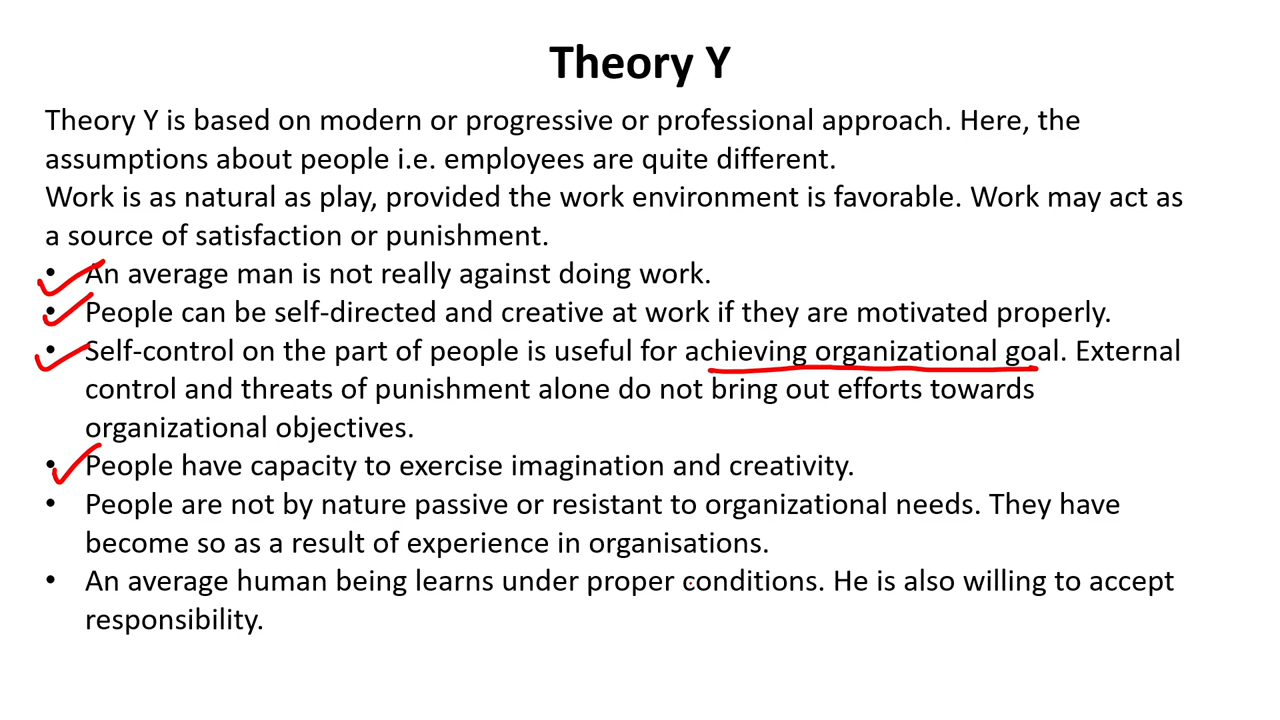 Theory Y
Theory Y is based on modern or progressive or professional approach. Here, the
assumptions about people i.e. employees are quite different.
Work is as natural as play, provided the work environment is favorable. Work may act as
a source of satisfaction or punishment.
• An average man is not really against doing work.
• People can be self-directed and creative at work if they are motivated properly.
• Self-control on the part of people is useful for achieving organizational goal. External
control and threats of punishment alone do not bring out efforts towards
organizational objectives.
• People have capacity to exercise imagination and creativity.
• People are not by nature passive or resistant to organizational needs. They have
become so as a result of experience in organisations.
• An average human being learns under proper conditions. He is also willing to accept
responsibility.